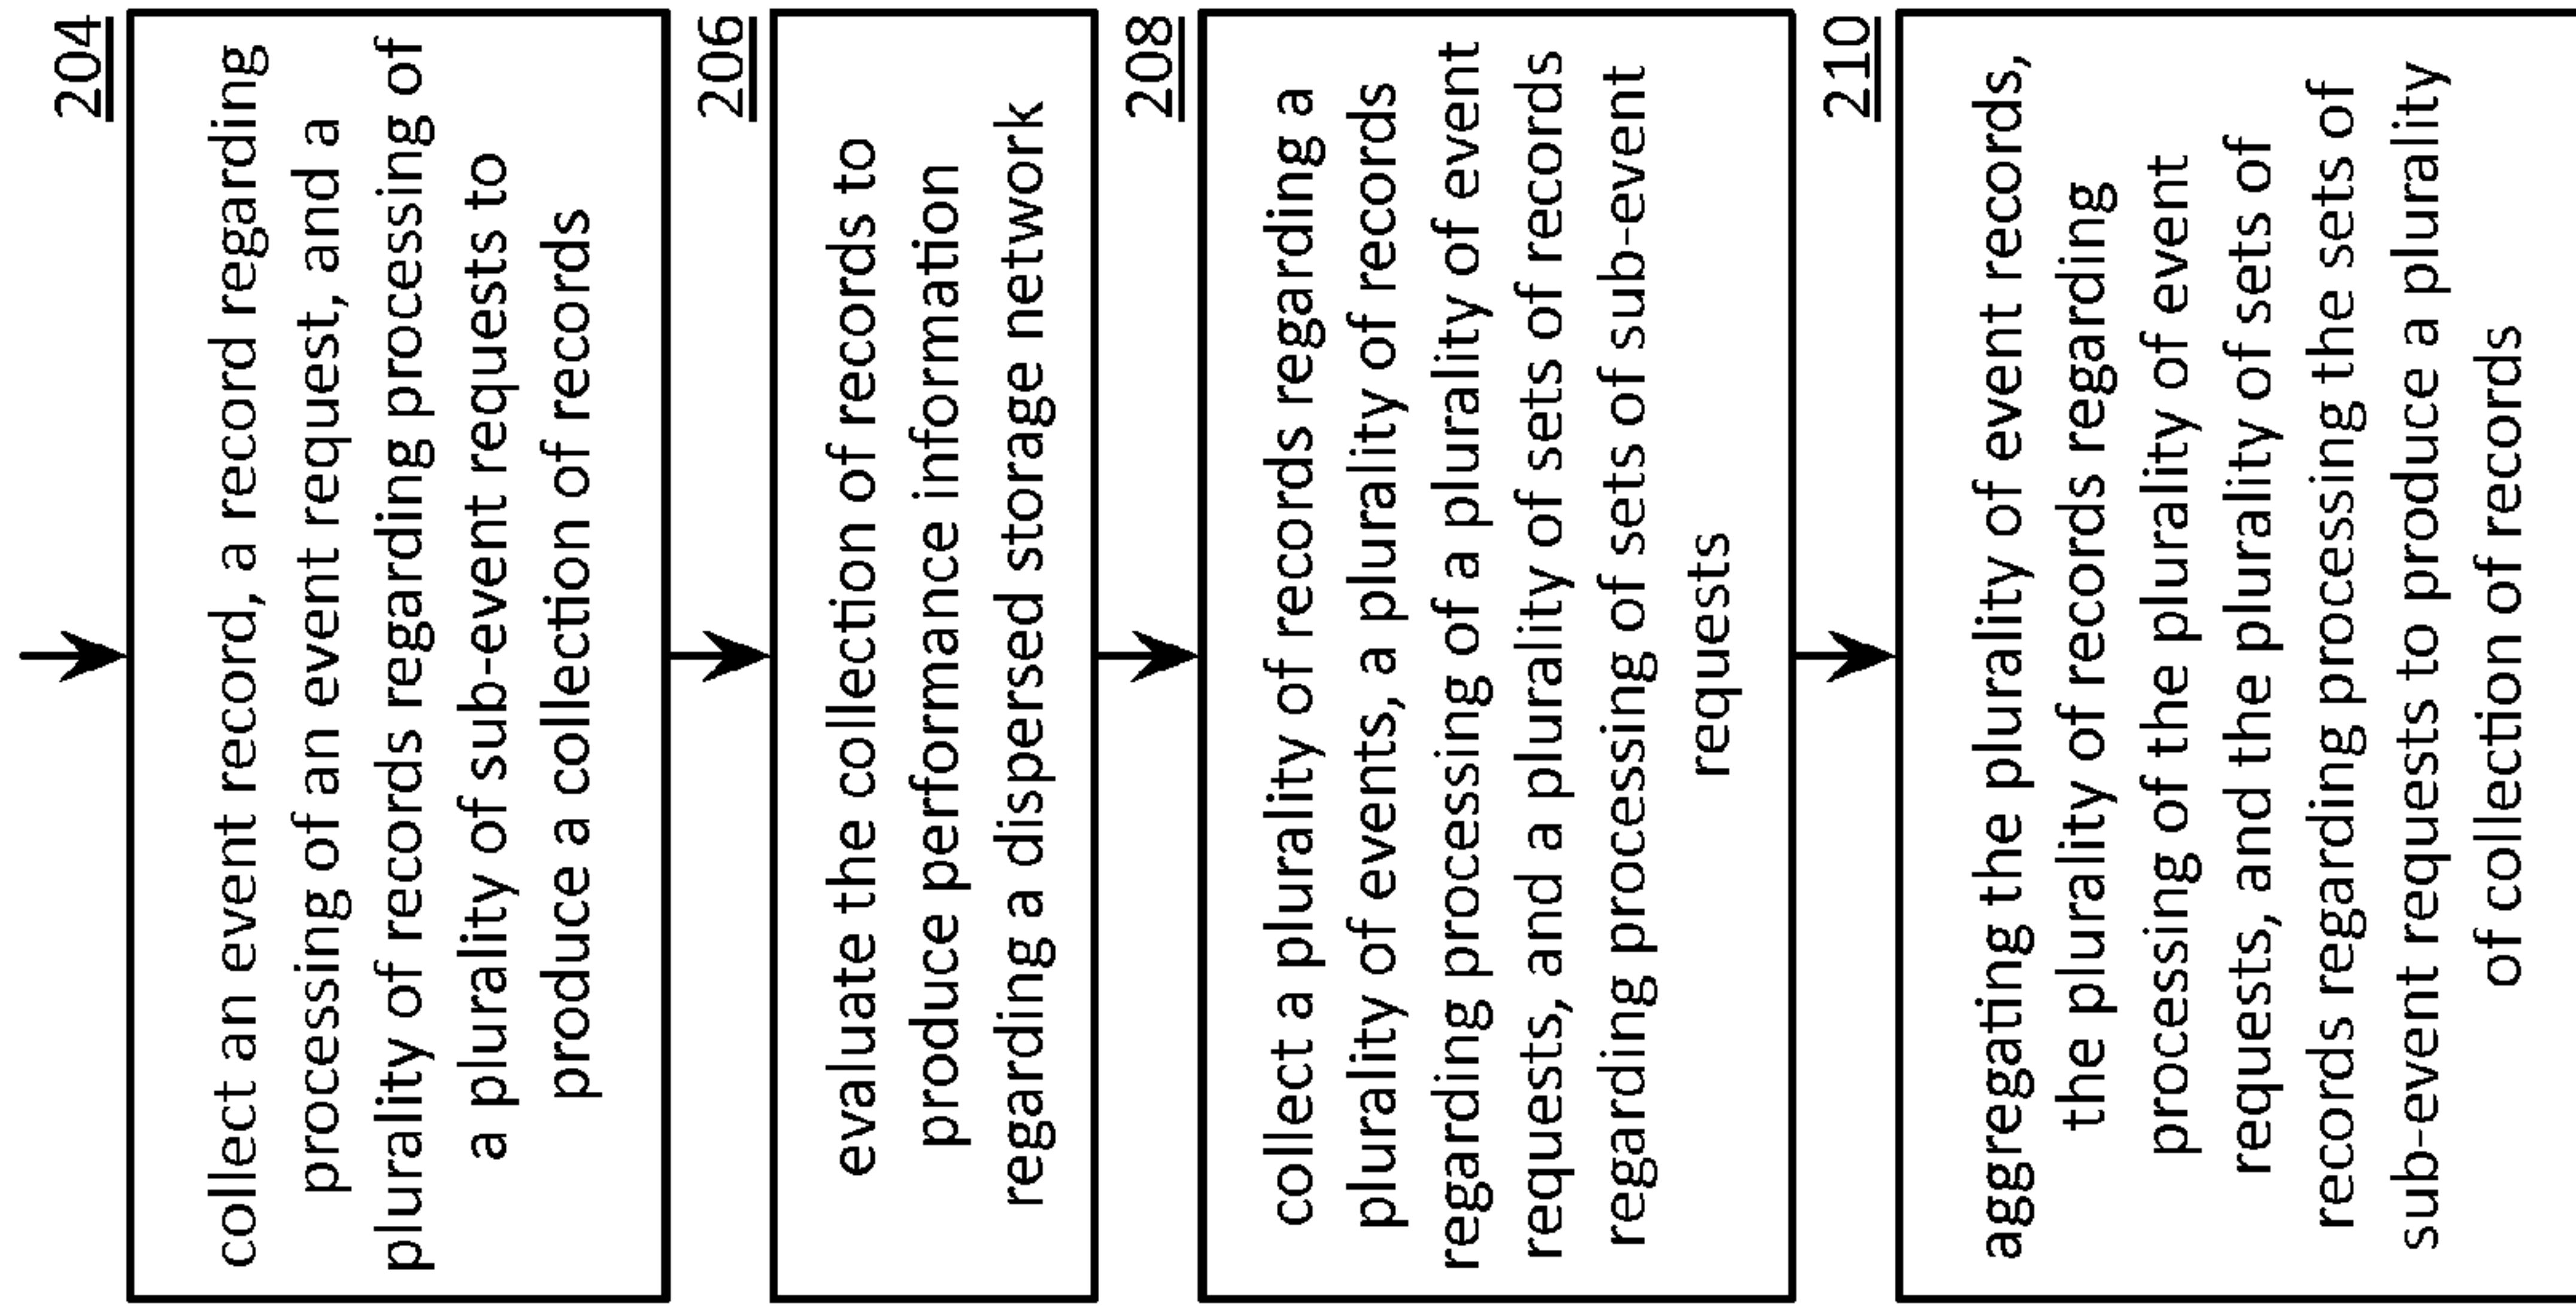 204
collect an event record, a record regarding
processing of an event request, and a
plurality of records regarding processing of
a plurality of sub-event requests to
produce a collection of records
206
evaluate the collection of records to
produce performance information
regarding a dispersed storage network
208
collect a plurality of records regarding a
plurality of events, a plurality of records
regarding processing of a plurality of event
requests, and a plurality of sets of records
regarding processing of sets of sub-event
requests
210
aggregating the plurality of event records,
the plurality of records regarding
processing of the plurality of event
requests, and the plurality of sets of
records regarding processing the sets of
sub-event requests to produce a plurality
of collection of records